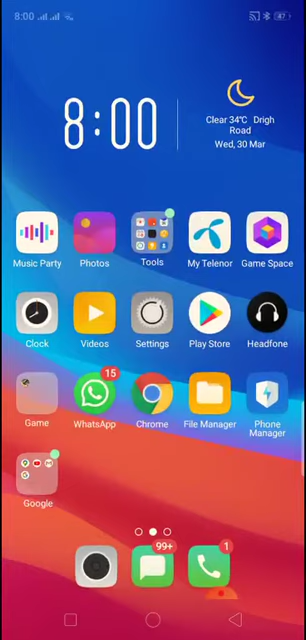 8:00
47
8:00
Clear 34°C Drigh
Road
Wed, 30 Mar
Music Party
Photos
Tools
My Telenor
Game Space
Clock
Videos
Settings
Play Store
Headfone
Game
15
WhatsApp
Chrome
File Manager
Phone
Manager
Google
99+
1